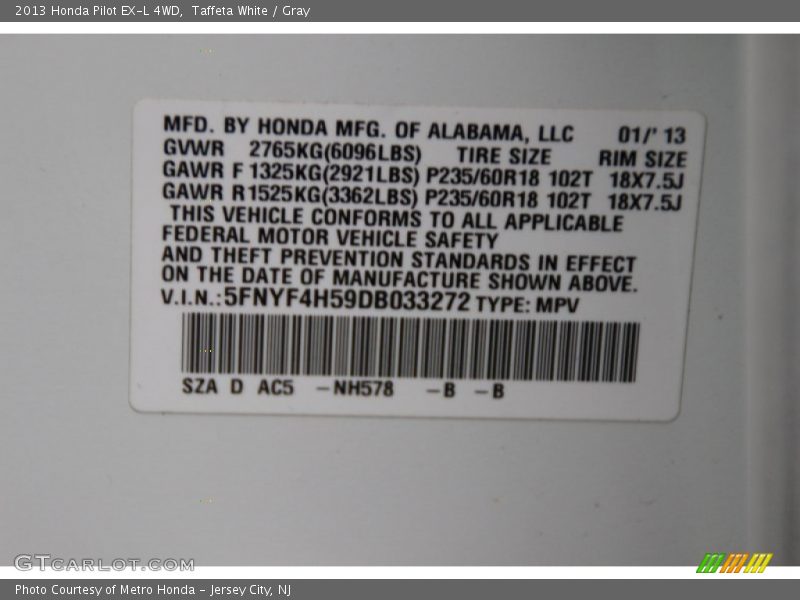 2013 Honda Pilot EX-L 4WD, Taffeta White / Gray
MFD. BY HONDA MFG. OF ALABAMA, LLC 01/' 13
GVWR 2765KG(6096LBS) TIRE SIZE RIM SIZE
GAWR F 1325KG(2921LBS) P235/60R18 102T 18X7.5J
GAWR R 1525KG(3362LBS) P235/60R18 102T 18X7.5J
THIS VEHICLE CONFORMS TO ALL APPLICABLE
FEDERAL MOTOR VEHICLE SAFETY
AND THEFT PREVENTION STANDARDS IN EFFECT
ON THE DATE OF MANUFACTURE SHOWN ABOVE.
V.I.N.: 5FNYF4H59DB033272 TYPE: MPV
SZA D AC5 -NH578 -B -B
GTCARLOT.COM
Photo Courtesy of Metro Honda - Jersey City, NJ